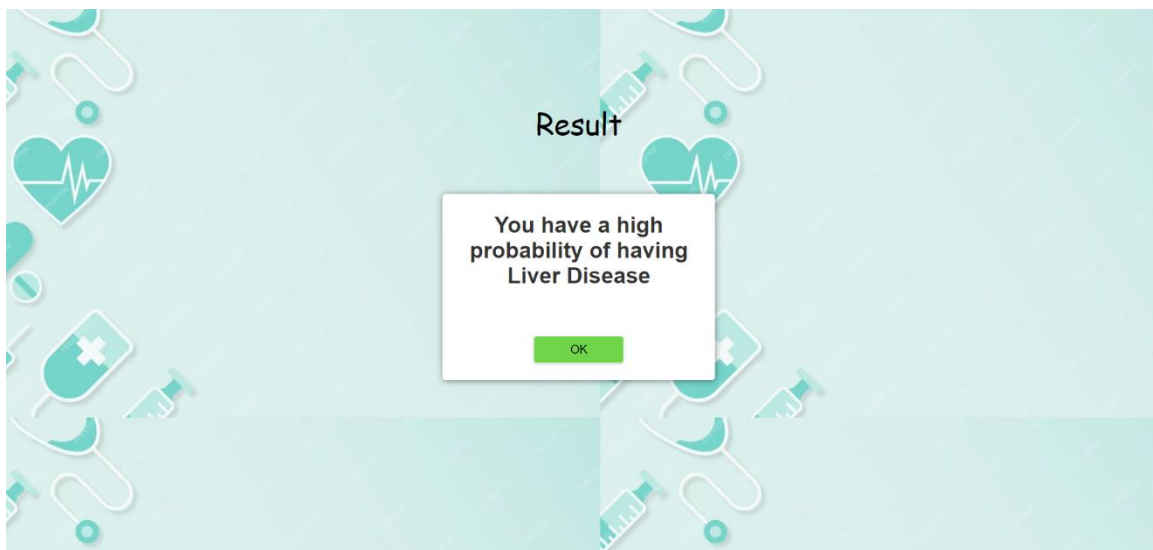 Result
You have a high
probability of having
Liver Disease
OK